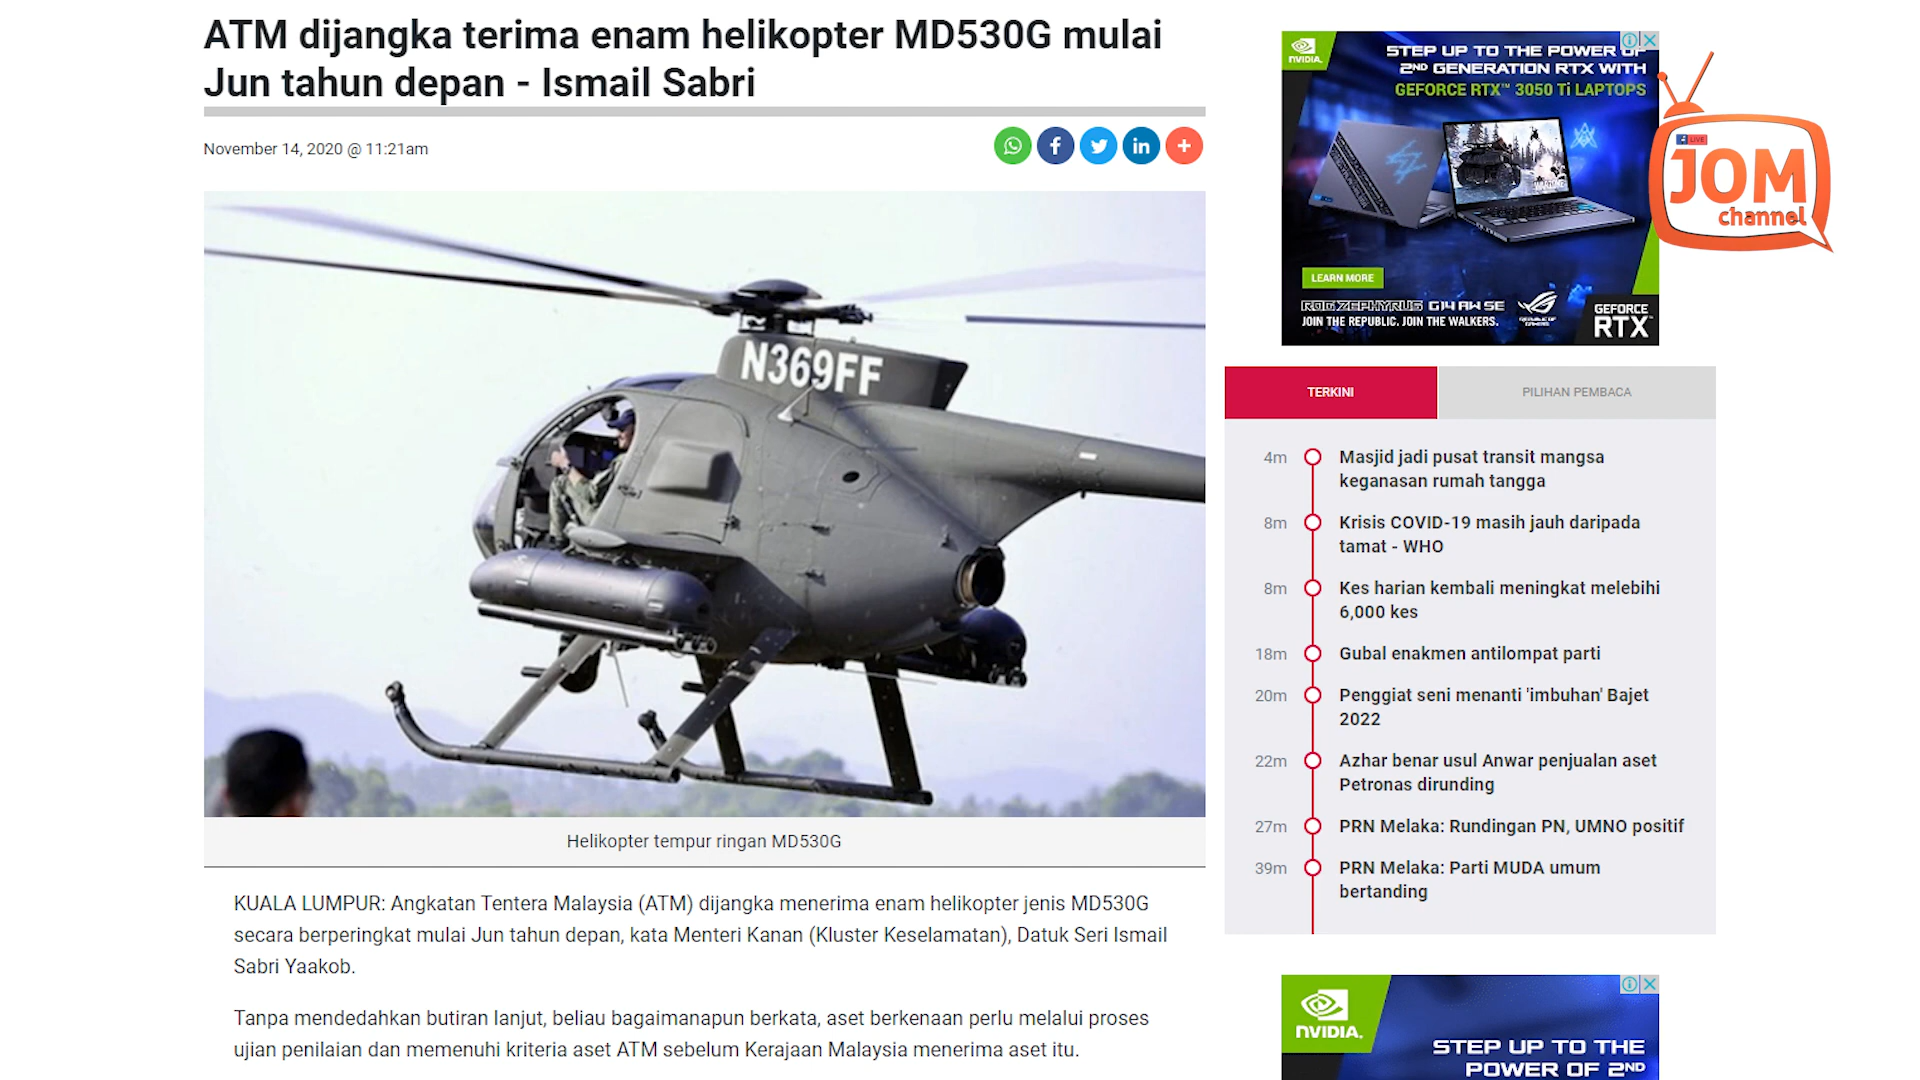 ATM dijangka terima enam helikopter MD530G mulai
Jun tahun depan - Ismail Sabri
November 14, 2020 @ 11:21am
N369FF
Helikopter tempur ringan MD530G
KUALA LUMPUR: Angkatan Tentera Malaysia (ATM) dijangka menerima enam helikopter jenis MD530G
secara berperingkat mulai Jun tahun depan, kata Menteri Kanan (Kluster Keselamatan), Datuk Seri Ismail
Sabri Yaakob.
Tanpa mendedahkan butiran lanjut, beliau bagaimanapun berkata, aset berkenaan perlu melalui proses
ujian penilaian dan memenuhi kriteria aset ATM sebelum Kerajaan Malaysia menerima aset itu.
NVIDIA.
STEP UP TO THE POWER OF
2ND GENERATION RTX WITH
GEFORCE RTX™ 3050 Ti LAPTOPS
LEARN MORE
ROG ZEPHYRUS G14 AW SE
JOIN THE REPUBLIC. JOIN THE WALKERS.
GEFORCE
RTX™
LIVE
JOM
channel
TERKINI
PILIHAN PEMBACA
4m Masjid jadi pusat transit mangsa
keganasan rumah tangga
8m Krisis COVID-19 masih jauh daripada
tamat - WHO
8m Kes harian kembali meningkat melebihi
6,000 kes
18m Gubal enakmen antilompat parti
20m Penggiat seni menanti 'imbuhan' Bajet
2022
22m Azhar benar usul Anwar penjualan aset
Petronas dirunding
27m PRN Melaka: Rundingan PN, UMNO positif
39m PRN Melaka: Parti MUDA umum
bertanding
NVIDIA.
STEP UP TO THE
POWER OF 2ND